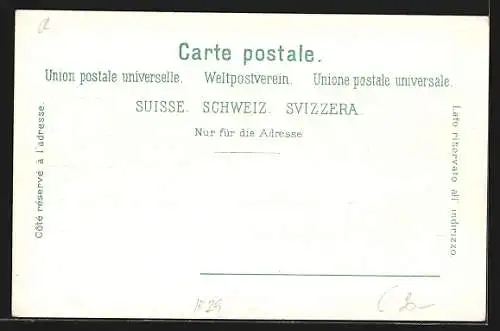 Carte postale.
Union postale universelle. Weltpostverein. Unione postale universale.
SUISSE. SCHWEIZ. SVIZZERA.
Nur für die Adresse
Côté réservé à l'adresse.
Lato riservato all' indirizzo.